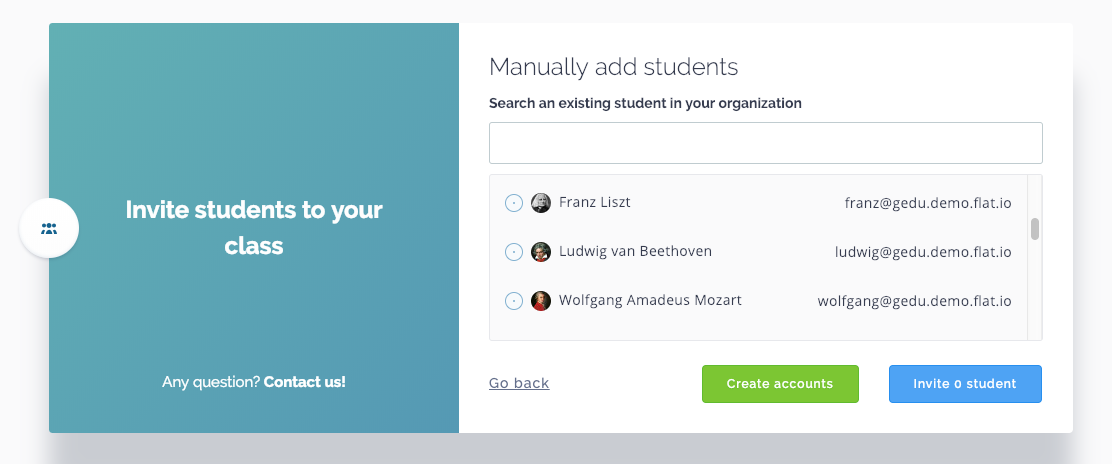 Invite students to your
class
Any question? Contact us!
Manually add students
Search an existing student in your organization
Franz Liszt franz@gedu.demo.flat.io
Ludwig van Beethoven ludwig@gedu.demo.flat.io
Wolfgang Amadeus Mozart wolfgang@gedu.demo.flat.io
Go back Create accounts Invite 0 student